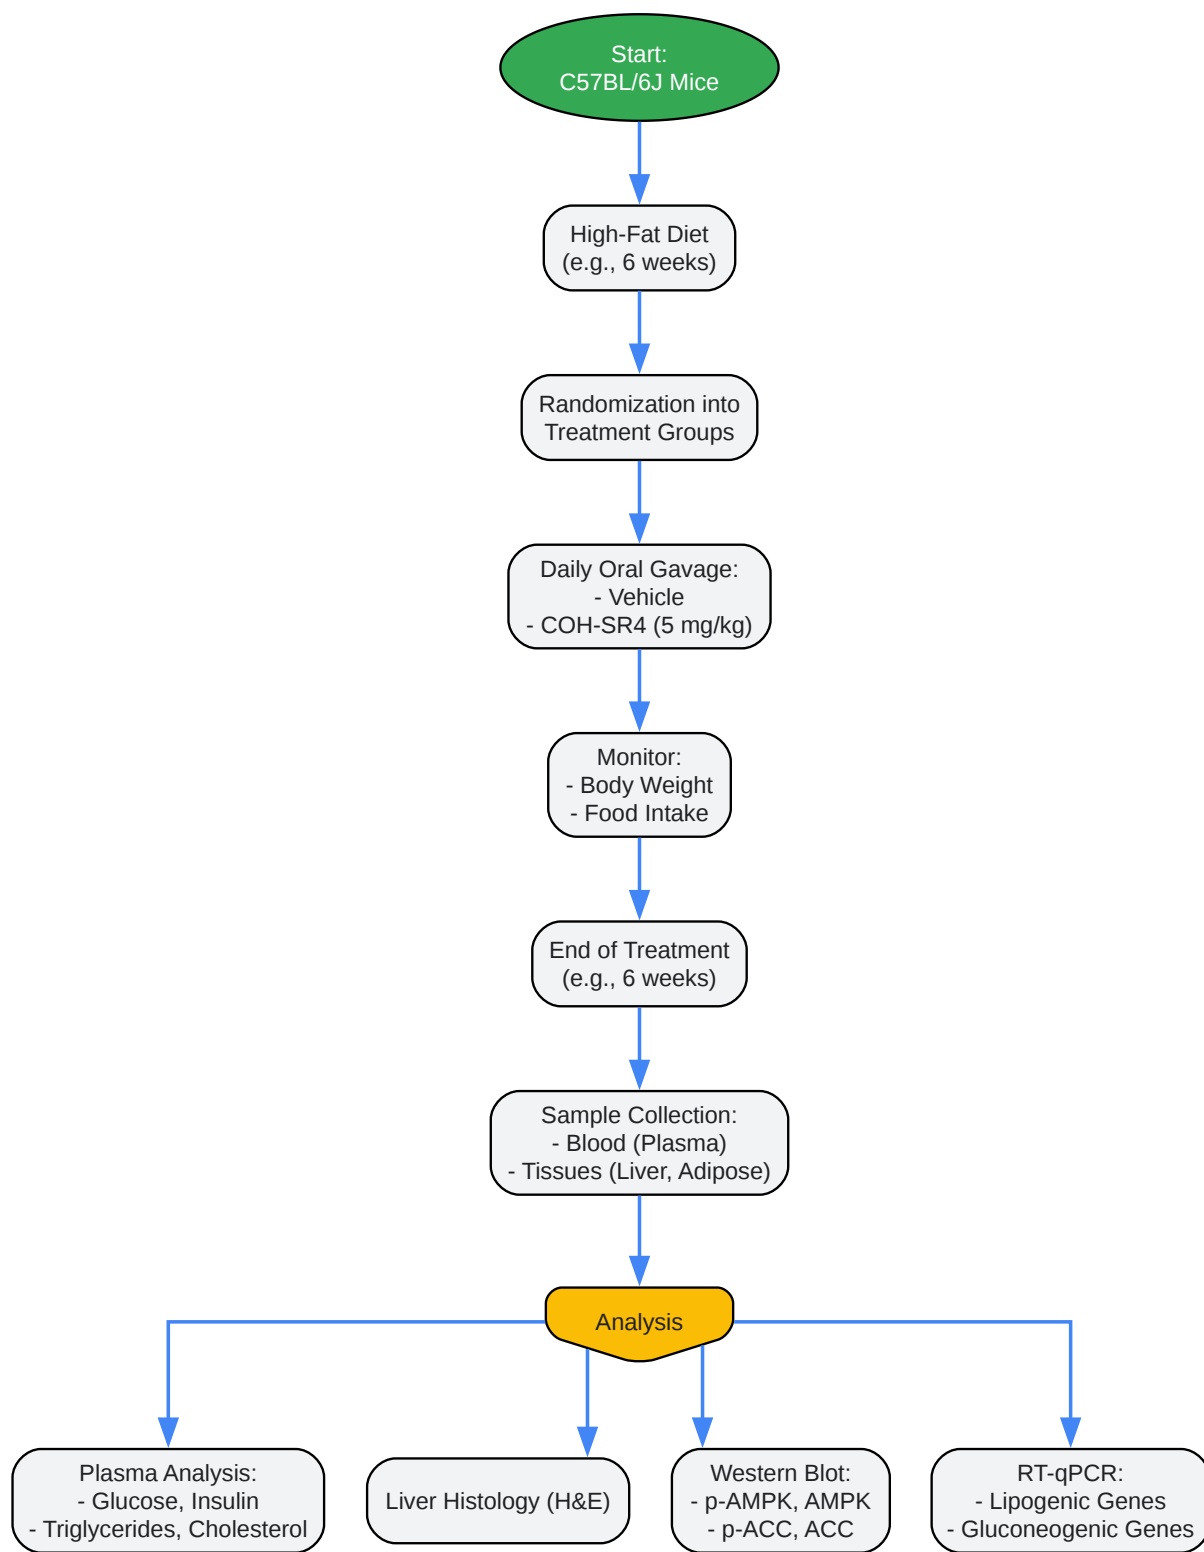 Start:
C57BL/6J Mice
High-Fat Diet
(e.g., 6 weeks)
Randomization into
Treatment Groups
Daily Oral Gavage:
- Vehicle
- COH-SR4 (5 mg/kg)
Monitor:
- Body Weight
- Food Intake
End of Treatment
(e.g., 6 weeks)
Sample Collection:
- Blood (Plasma)
- Tissues (Liver, Adipose)
Analysis
Plasma Analysis:
- Glucose, Insulin
- Triglycerides, Cholesterol
Liver Histology (H&E)
Western Blot:
- p-AMPK, AMPK
- p-ACC, ACC
RT-qPCR:
- Lipogenic Genes
- Gluconeogenic Genes